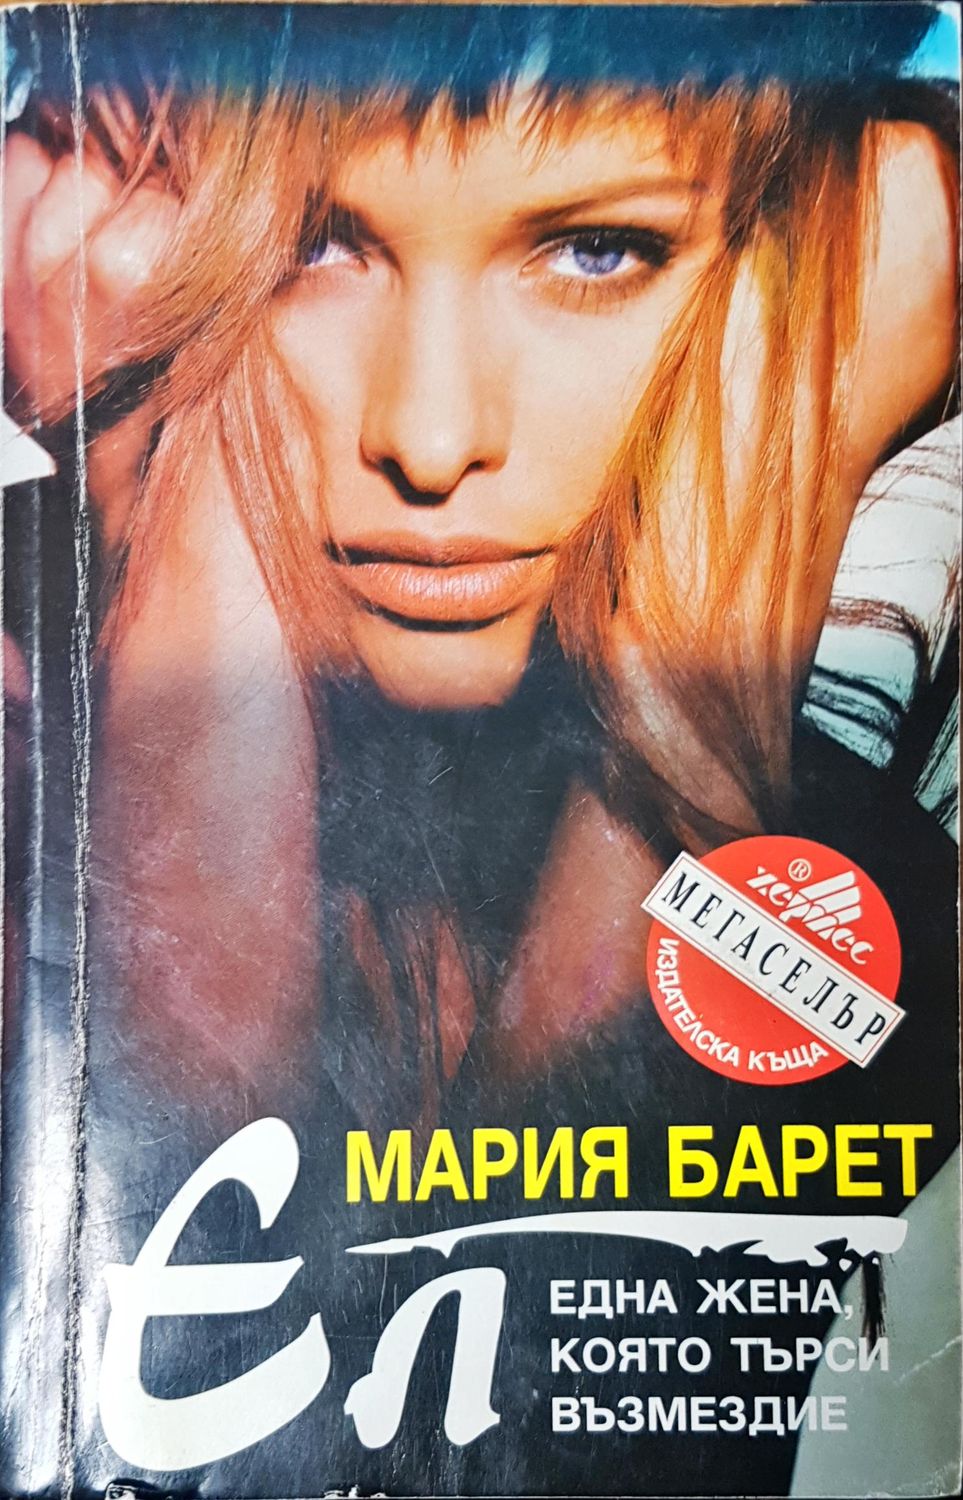 ®
хермес
МЕГАСЕЛЪР
ИЗДАТЕЛСКА КЪЩА
МАРИЯ БАРЕТ
Ел
ЕДНА ЖЕНА,
КОЯТО ТЪРСИ
ВЪЗМЕЗДИЕ